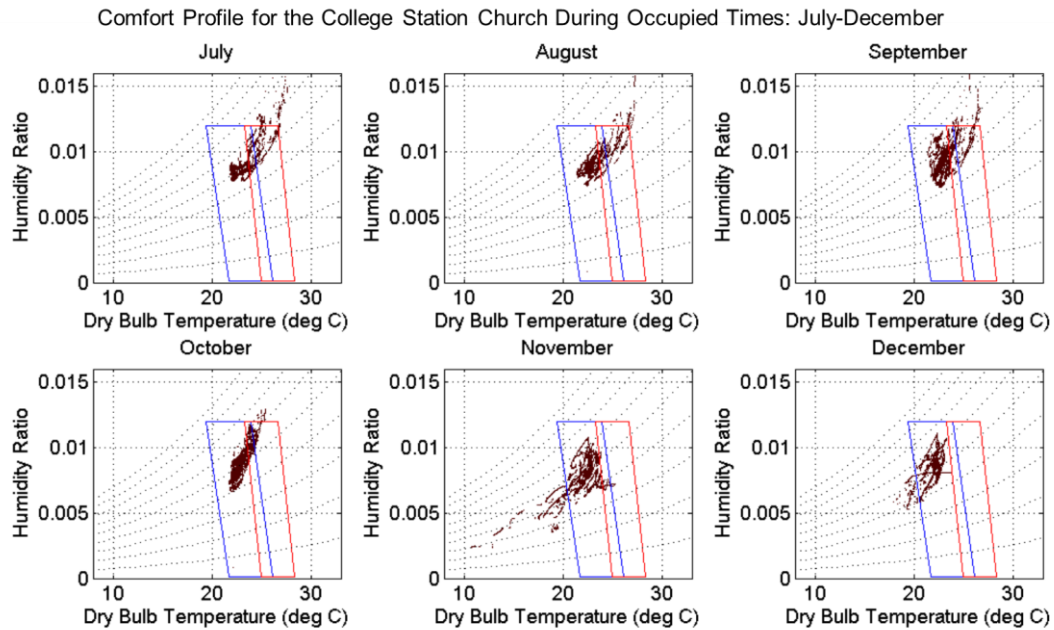 Comfort Profile for the College Station Church During Occupied Times: July-December
July
August
September
0.015
0.01
0.005
0
10
20
30
Humidity Ratio
Dry Bulb Temperature (deg C)
0.015
0.01
0.005
0
10
20
30
Humidity Ratio
Dry Bulb Temperature (deg C)
0.015
0.01
0.005
0
10
20
30
Humidity Ratio
Dry Bulb Temperature (deg C)
October
November
December
0.015
0.01
0.005
0
10
20
30
Humidity Ratio
Dry Bulb Temperature (deg C)
0.015
0.01
0.005
0
10
20
30
Humidity Ratio
Dry Bulb Temperature (deg C)
0.015
0.01
0.005
0
10
20
30
Humidity Ratio
Dry Bulb Temperature (deg C)